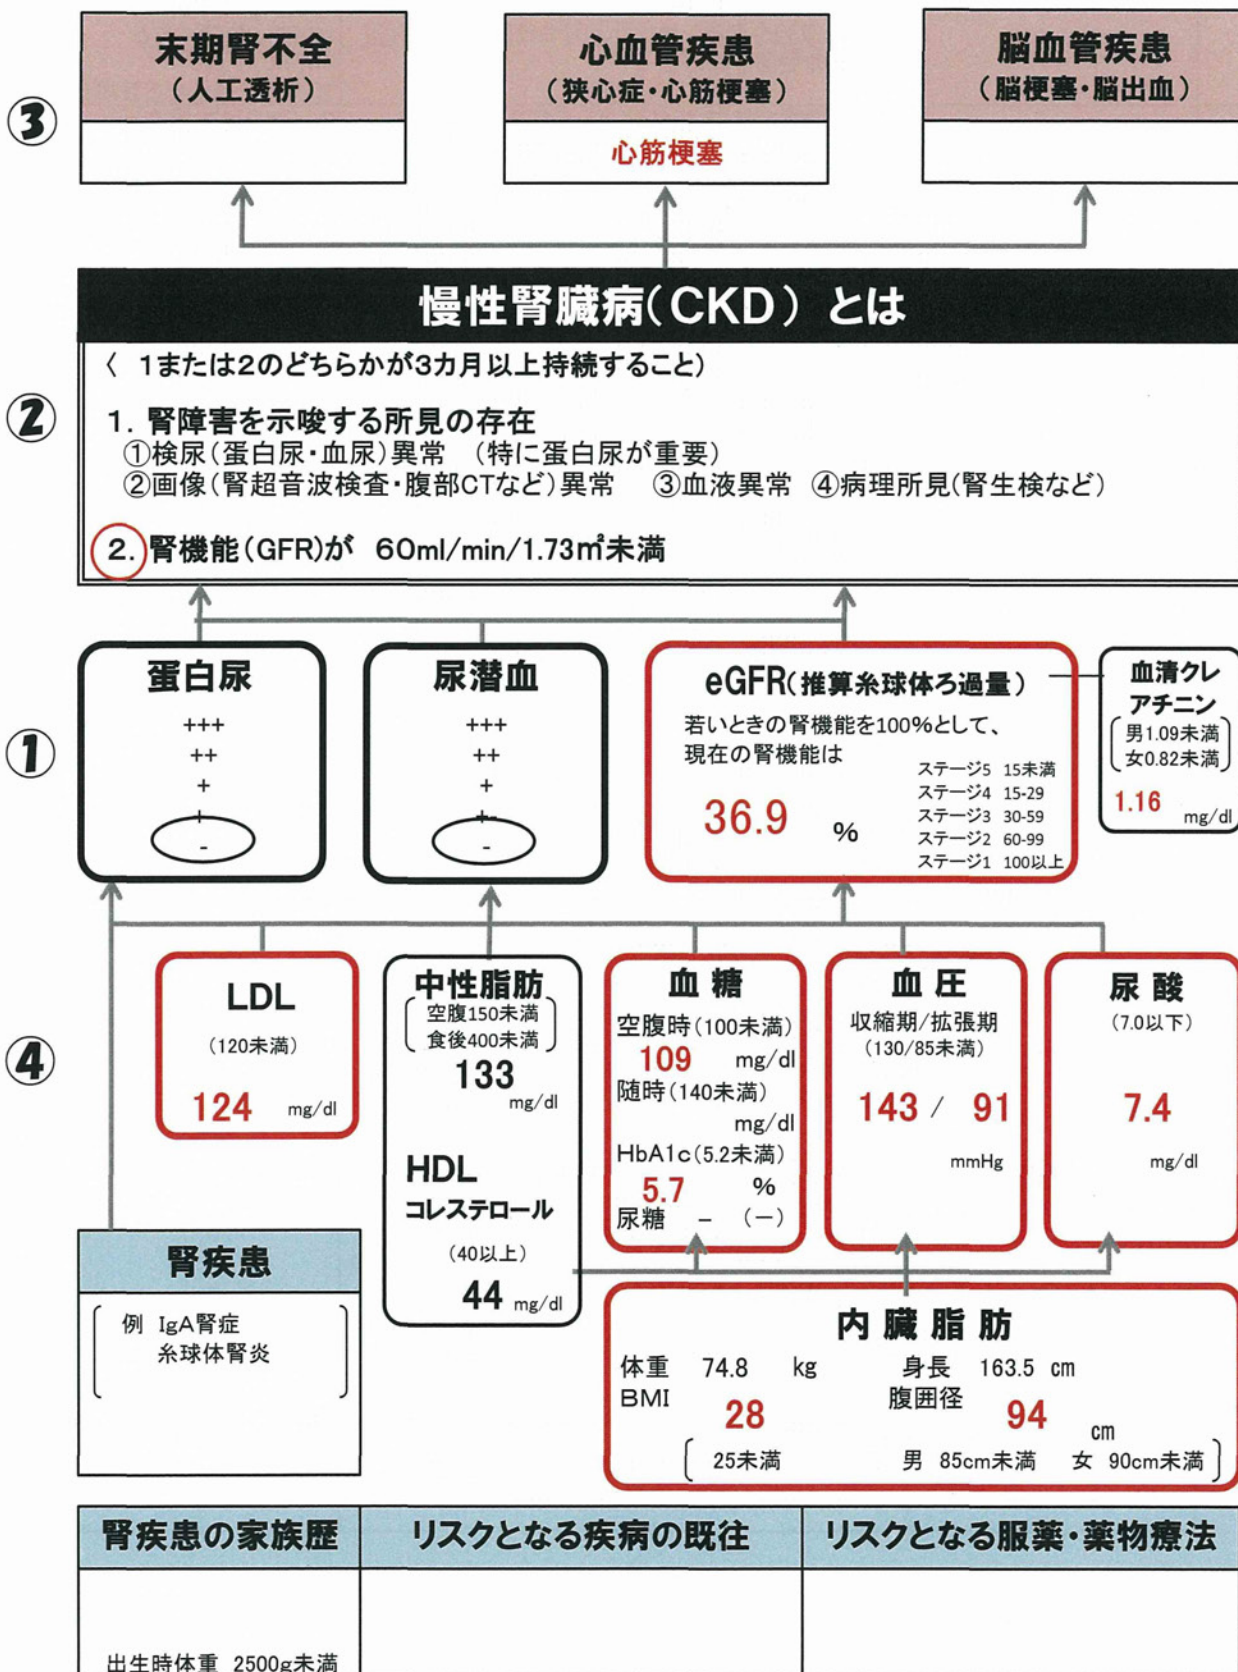 ③
末期腎不全
（人工透析）
心血管疾患
（狭心症・心筋梗塞）
心筋梗塞
脳血管疾患
（脳梗塞・脳出血）
慢性腎臓病（CKD） とは
②
〈 1または2のどちらかが3カ月以上持続すること）
1. 腎障害を示唆する所見の存在
①検尿（蛋白尿・血尿）異常 （特に蛋白尿が重要）
②画像（腎超音波検査・腹部CTなど）異常 ③血液異常 ④病理所見(腎生検など）
2. 腎機能（GFR)が 60ml/min/1.73㎡未満
①
蛋白尿
+++
++
+
+-
-
尿潜血
+++
++
+
+-
-
eGFR（推算糸球体ろ過量）
若いときの腎機能を100％として、
現在の腎機能は
36.9 %
ステージ5 15未満
ステージ4 15-29
ステージ3 30-59
ステージ2 60-99
ステージ1 100以上
血清クレ
アチニン
男1.09未満
女0.82未満
1.16 mg/dl
④
LDL
（120未満）
124 mg/dl
中性脂肪
空腹150未満
食後400未満
133
mg/dl
HDL
コレステロール
（40以上）
44 mg/dl
血糖
空腹時（100未満）
109 mg/dl
随時（140未満）
mg/dl
HbA1c（5.2未満）
5.7 %
尿糖 － （－）
血圧
収縮期/拡張期
（130/85未満）
143 / 91
mmHg
尿酸
（7.0以下）
7.4
mg/dl
腎疾患
例 IgA腎症
糸球体腎炎
内臓脂肪
体重 74.8 kg 身長 163.5 cm
BMI 28 腹囲径 94 cm
25未満 男 85cm未満 女 90cm未満
腎疾患の家族歴
リスクとなる疾病の既往
リスクとなる服薬・薬物療法
出生時体重 2500g未満